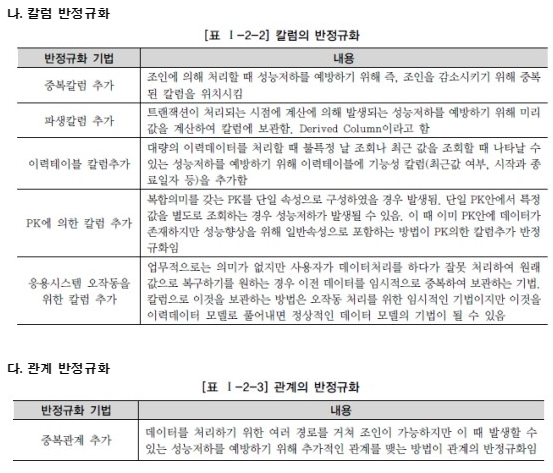 나. 칼럼 반정규화
[표 Ⅰ-2-2] 칼럼의 반정규화
반정규화 기법
내용
중복칼럼 추가
조인에 의해 처리할 때 성능저하를 예방하기 위해 즉, 조인을 감소시키기 위해 중복
된 칼럼을 위치시킴
파생칼럼 추가
트랜잭션이 처리되는 시점에 계산에 의해 발생되는 성능저하를 예방하기 위해 미리
값을 계산하여 칼럼에 보관함. Derived Column이라고 함
이력테이블 칼럼추가
대량의 이력데이터를 처리할 때 불특정 날 조회나 최근 값을 조회할 때 나타날 수
있는 성능저하를 예방하기 위해 이력테이블에 기능성 칼럼(최근값 여부, 시작과 종
료일자 등)을 추가함
PK에 의한 칼럼 추가
복합의미를 갖는 PK를 단일 속성으로 구성하였을 경우 발생됨. 단일 PK안에서 특정
값을 별도로 조회하는 경우 성능저하가 발생될 수 있음. 이 때 이미 PK안에 데이터가
존재하지만 성능향상을 위해 일반속성으로 포함하는 방법이 PK의한 칼럼추가 반정
규화임
응용시스템 오작동을
위한 칼럼 추가
업무적으로는 의미가 없지만 사용자가 데이터처리를 하다가 잘못 처리하여 원래
값으로 복구하기를 원하는 경우 이전 데이터를 임시적으로 중복하여 보관하는 기법.
칼럼으로 이것을 보관하는 방법은 오작동 처리를 위한 임시적인 기법이지만 이것을
이력데이터 모델로 풀어내면 정상적인 데이터 모델의 기법이 될 수 있음
다. 관계 반정규화
[표 Ⅰ-2-3] 관계의 반정규화
반정규화 기법
내용
중복관계 추가
데이터를 처리하기 위한 여러 경로를 거쳐 조인이 가능하지만 이 때 발생할 수
있는 성능저하를 예방하기 위해 추가적인 관계를 맺는 방법이 관계의 반정규화임